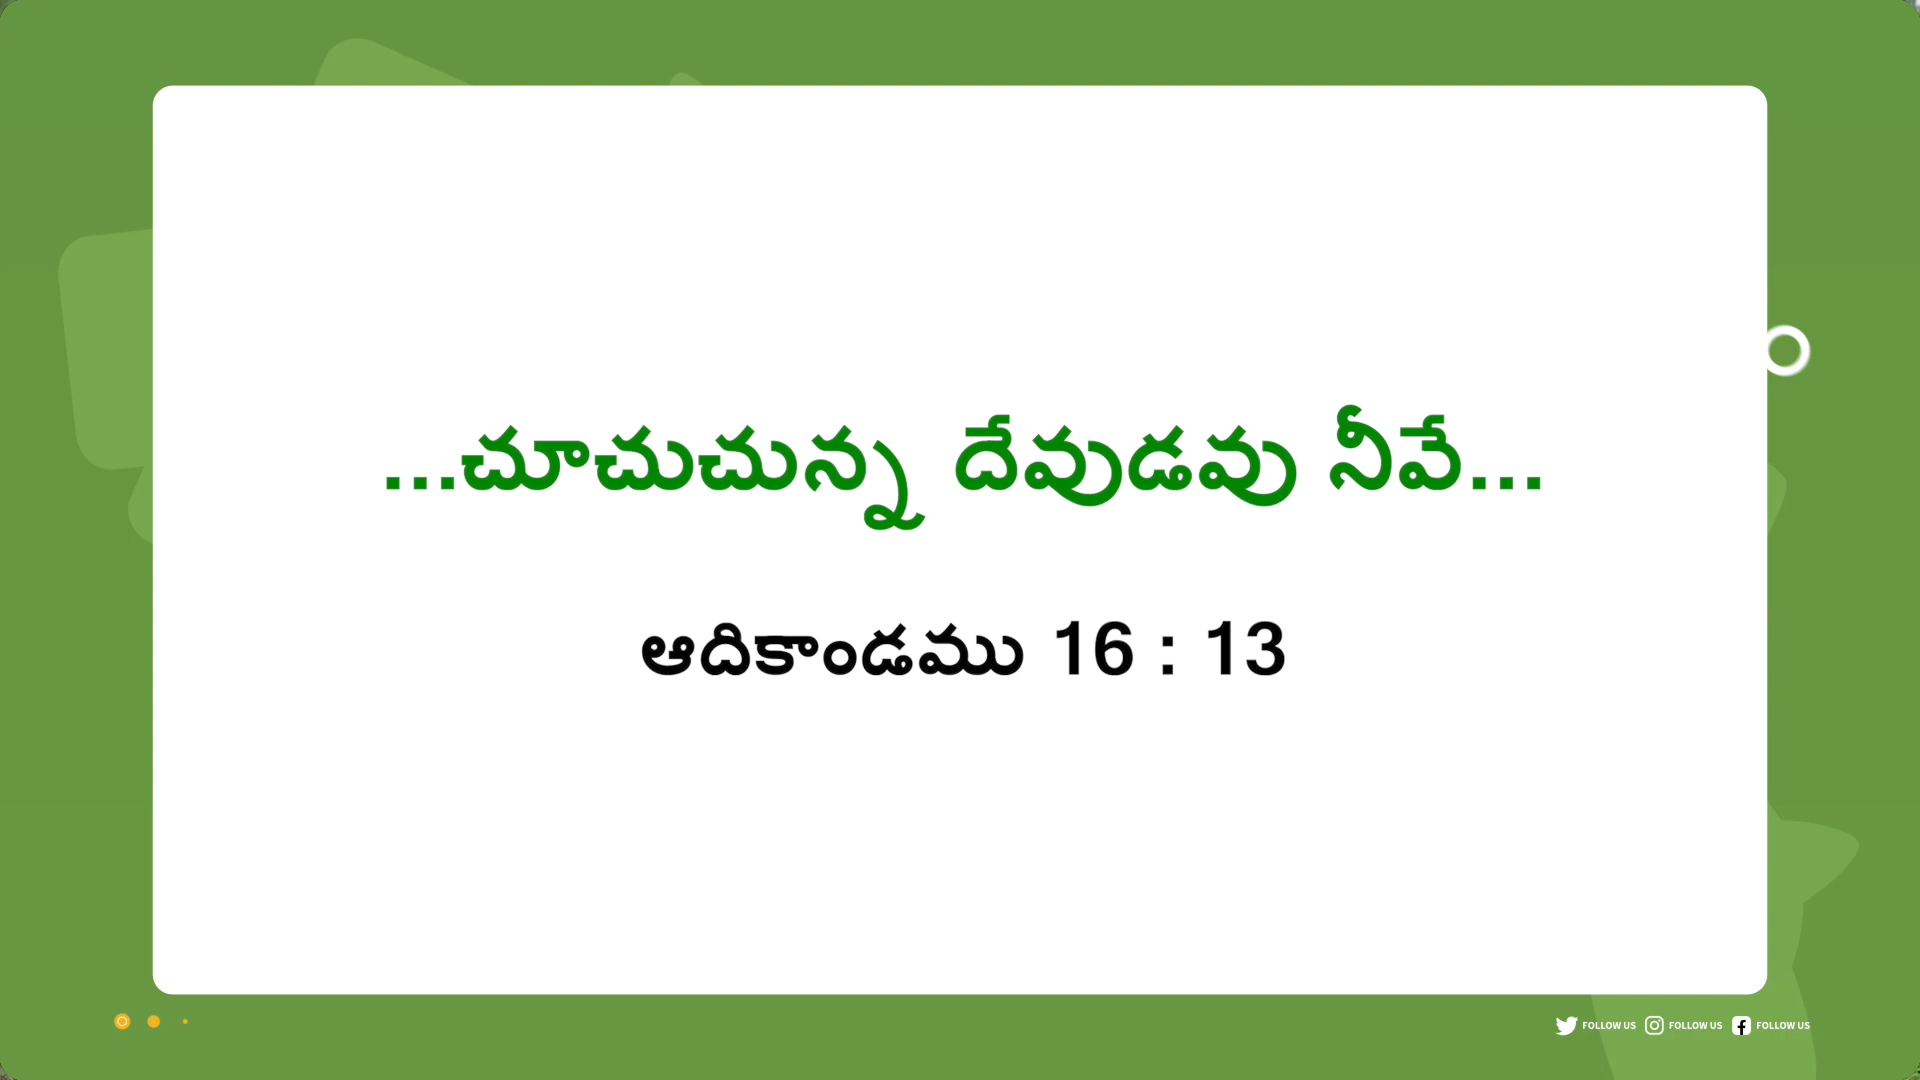 ...చూచుచున్న దేవుడవు నీవే...
ఆదికాండము 16 : 13
FOLLOW US FOLLOW US FOLLOW US